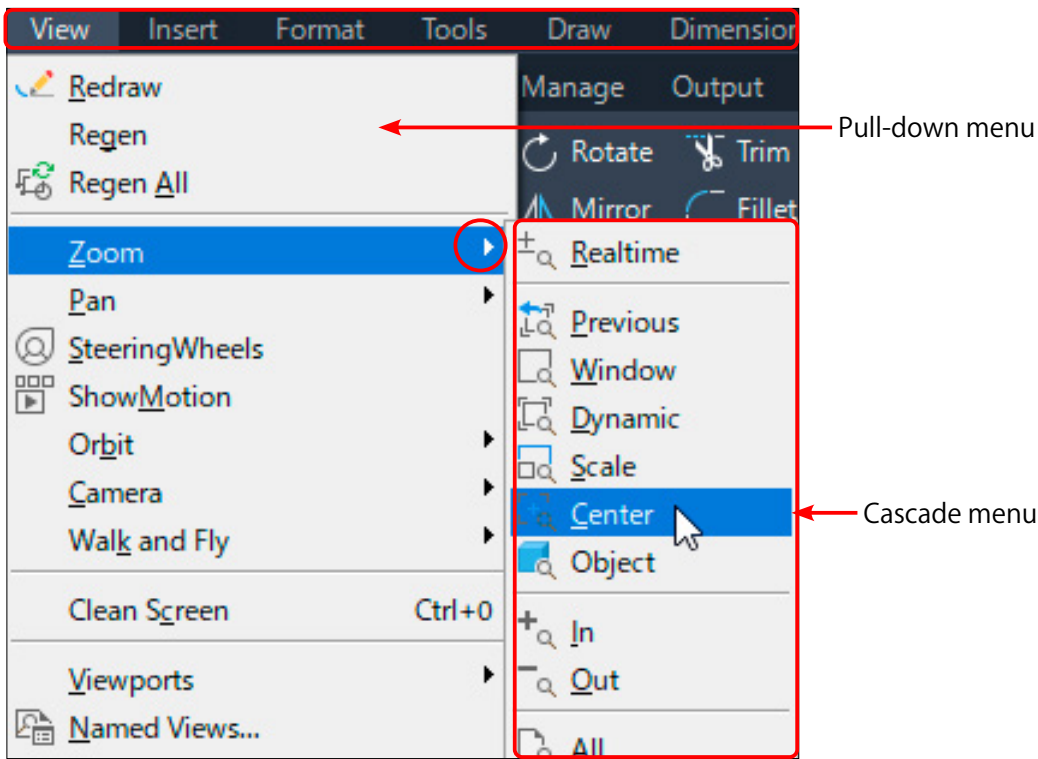 View Insert Format Tools Draw Dimension
Manage Output
Rotate Trim
Mirror Fillet
Redraw
Regen
Regen All
Zoom
Pan
SteeringWheels
ShowMotion
Orbit
Camera
Walk and Fly
Clean Screen Ctrl+0
Viewports
Named Views...
Realtime
Previous
Window
Dynamic
Scale
Center
Object
In
Out
All
Pull-down menu
Cascade menu